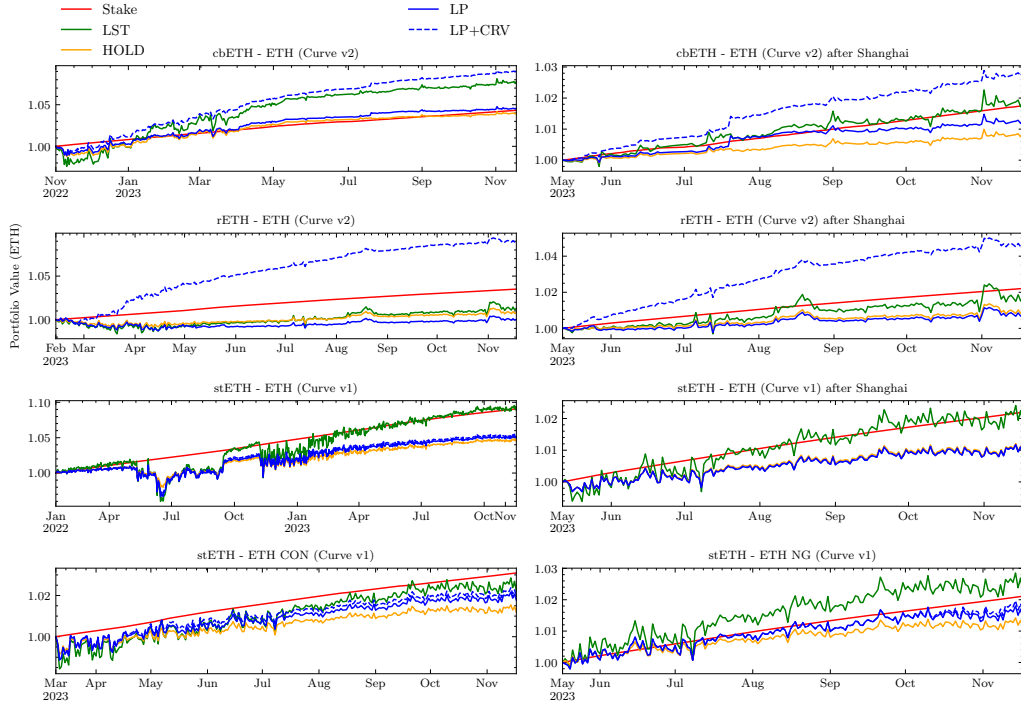 Stake
LST
HOLD
LP
LP+CRV
Portfolio Value (ETH)
cbETH - ETH (Curve v2)
1.05
1.00
Nov Jan Mar May Jul Sep Nov
2022 2023
cbETH - ETH (Curve v2) after Shanghai
1.03
1.02
1.01
1.00
May Jun Jul Aug Sep Oct Nov
2023
rETH - ETH (Curve v2)
1.05
1.00
Feb Mar Apr May Jun Jul Aug Sep Oct Nov
2023
rETH - ETH (Curve v2) after Shanghai
1.04
1.02
1.00
May Jun Jul Aug Sep Oct Nov
2023
stETH - ETH (Curve v1)
1.10
1.05
1.00
Jan Apr Jul Oct Jan Apr Jul Oct Nov
2022 2023
stETH - ETH (Curve v1) after Shanghai
1.02
1.00
May Jun Jul Aug Sep Oct Nov
2023
stETH - ETH CON (Curve v1)
1.02
1.00
Mar Apr May Jun Jul Aug Sep Oct Nov
2023
stETH - ETH NG (Curve v1)
1.03
1.02
1.01
1.00
May Jun Jul Aug Sep Oct Nov
2023